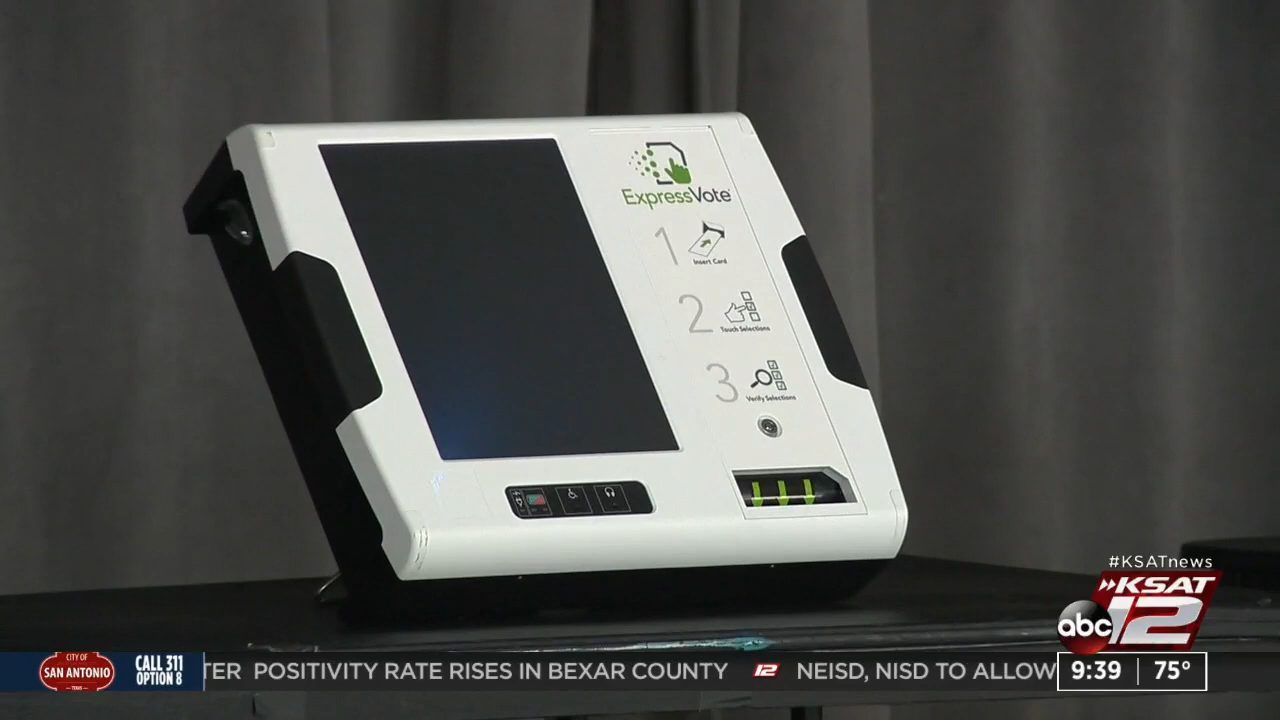 ExpressVote
1
Insert Card
2
Touch Selections
3
Verify Selections
#KSATnews
KSAT
abc 12
CITY OF
SAN ANTONIO
TEXAS
CALL 311
OPTION 8
TER POSITIVITY RATE RISES IN BEXAR COUNTY 12 NEISD, NISD TO ALLOW
9:39 75°